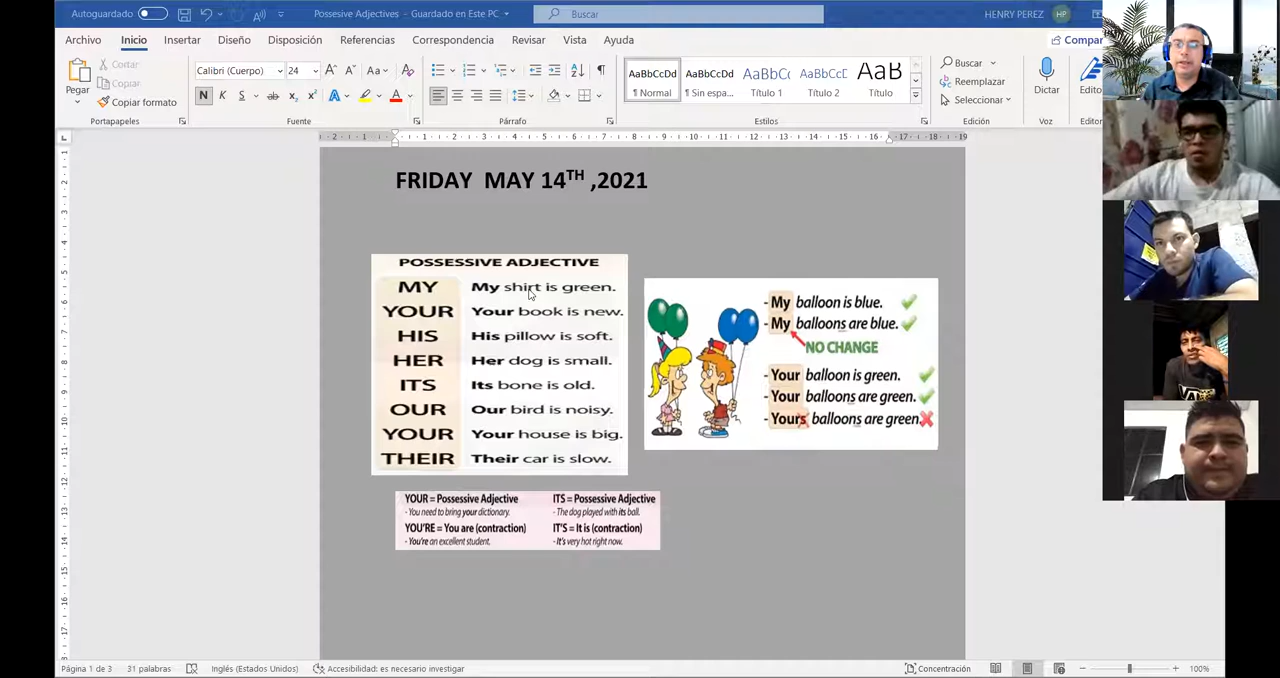 Autoguardado
Possesive Adjectives - Guardado en Este PC
Buscar
HENRY PEREZ
HP
Archivo
Inicio
Insertar
Diseño
Disposición
Referencias
Correspondencia
Revisar
Vista
Ayuda
Compar
Pegar
Cortar
Copiar
Copiar formato
Portapapeles
Calibri (Cuerpo)
24
Aa
N K S ab x₂ x²
Fuente
Párrafo
AaBbCcDd
¶ Normal
AaBbCcDd
¶ Sin espa...
AaBbCc
Título 1
AaBbCcE
Título 2
AaB
Título
Estilos
Buscar
Reemplazar
Seleccionar
Edición
Dictar
Voz
Edito
Editor
FRIDAY MAY 14TH ,2021
POSSESSIVE ADJECTIVE
MY My shirt is green.
YOUR Your book is new.
HIS His pillow is soft.
HER Her dog is small.
ITS Its bone is old.
OUR Our bird is noisy.
YOUR Your house is big.
THEIR Their car is slow.
- My balloon is blue.
- My balloons are blue.
NO CHANGE
- Your balloon is green.
- Your balloons are green.
- Yours balloons are green.
YOUR = Possessive Adjective
- You need to bring your dictionary.
YOU'RE = You are (contraction)
- You're an excellent student.
ITS = Possessive Adjective
- The dog played with its ball.
IT'S = It is (contraction)
- It's very hot right now.
Página 1 de 3
31 palabras
Inglés (Estados Unidos)
Accesibilidad: es necesario investigar
Concentración
100%